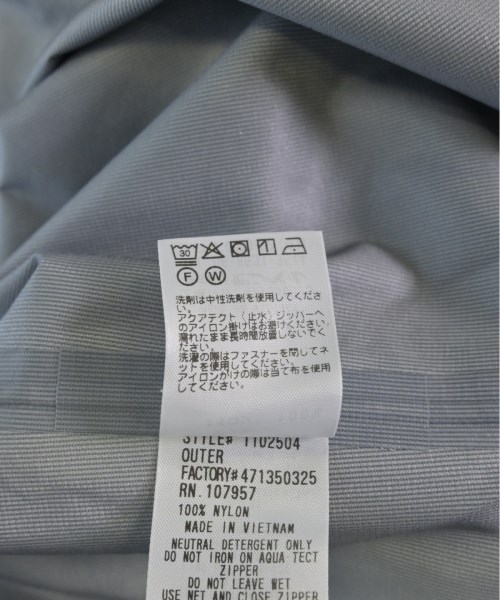 30
F W
洗剤は中性洗剤を使用してくださ
い。
アクアテクト(止水)ジッパーへ
のアイロン掛けはお避けください。
濡れたまま長時間放置しないでく
ださい。
洗濯の際はファスナーを閉じてネ
ットを使用してください。
アイロンがけの際は当て布を使用
してください。
STYLE# 1102504
OUTER
FACTORY# 471350325
RN. 107957
100% NYLON
MADE IN VIETNAM
NEUTRAL DETERGENT ONLY
DO NOT IRON ON AQUA TECT
ZIPPER
DO NOT LEAVE WET
USE NET AND CLOSE ZIPPER